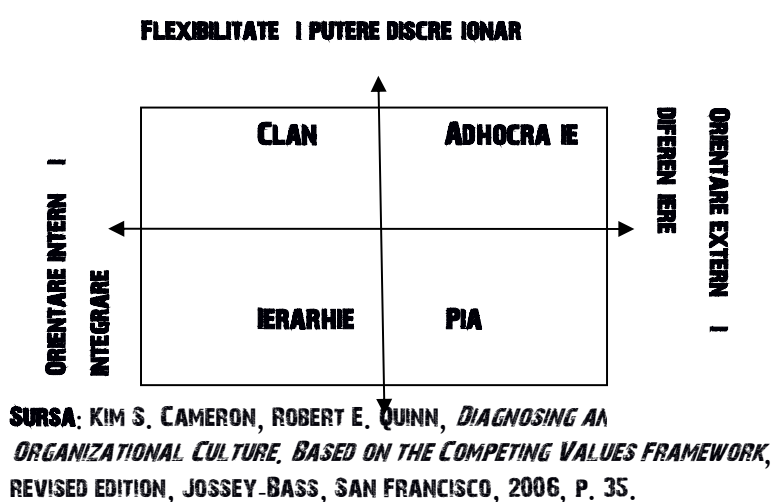 FLEXIBILITATE I PUTERE DISCRE IONAR
CLAN
ADHOCRA IE
ORIENTARE INTERN I
INTEGRARE
ORIENTARE EXTERN I
DIFEREN IERE
IERARHIE
PIA
SURSA: KIM S. CAMERON, ROBERT E. QUINN, DIAGNOSING AN
ORGANIZATIONAL CULTURE. BASED ON THE COMPETING VALUES FRAMEWORK,
REVISED EDITION, JOSSEY-BASS, SAN FRANCISCO, 2006, P. 35.